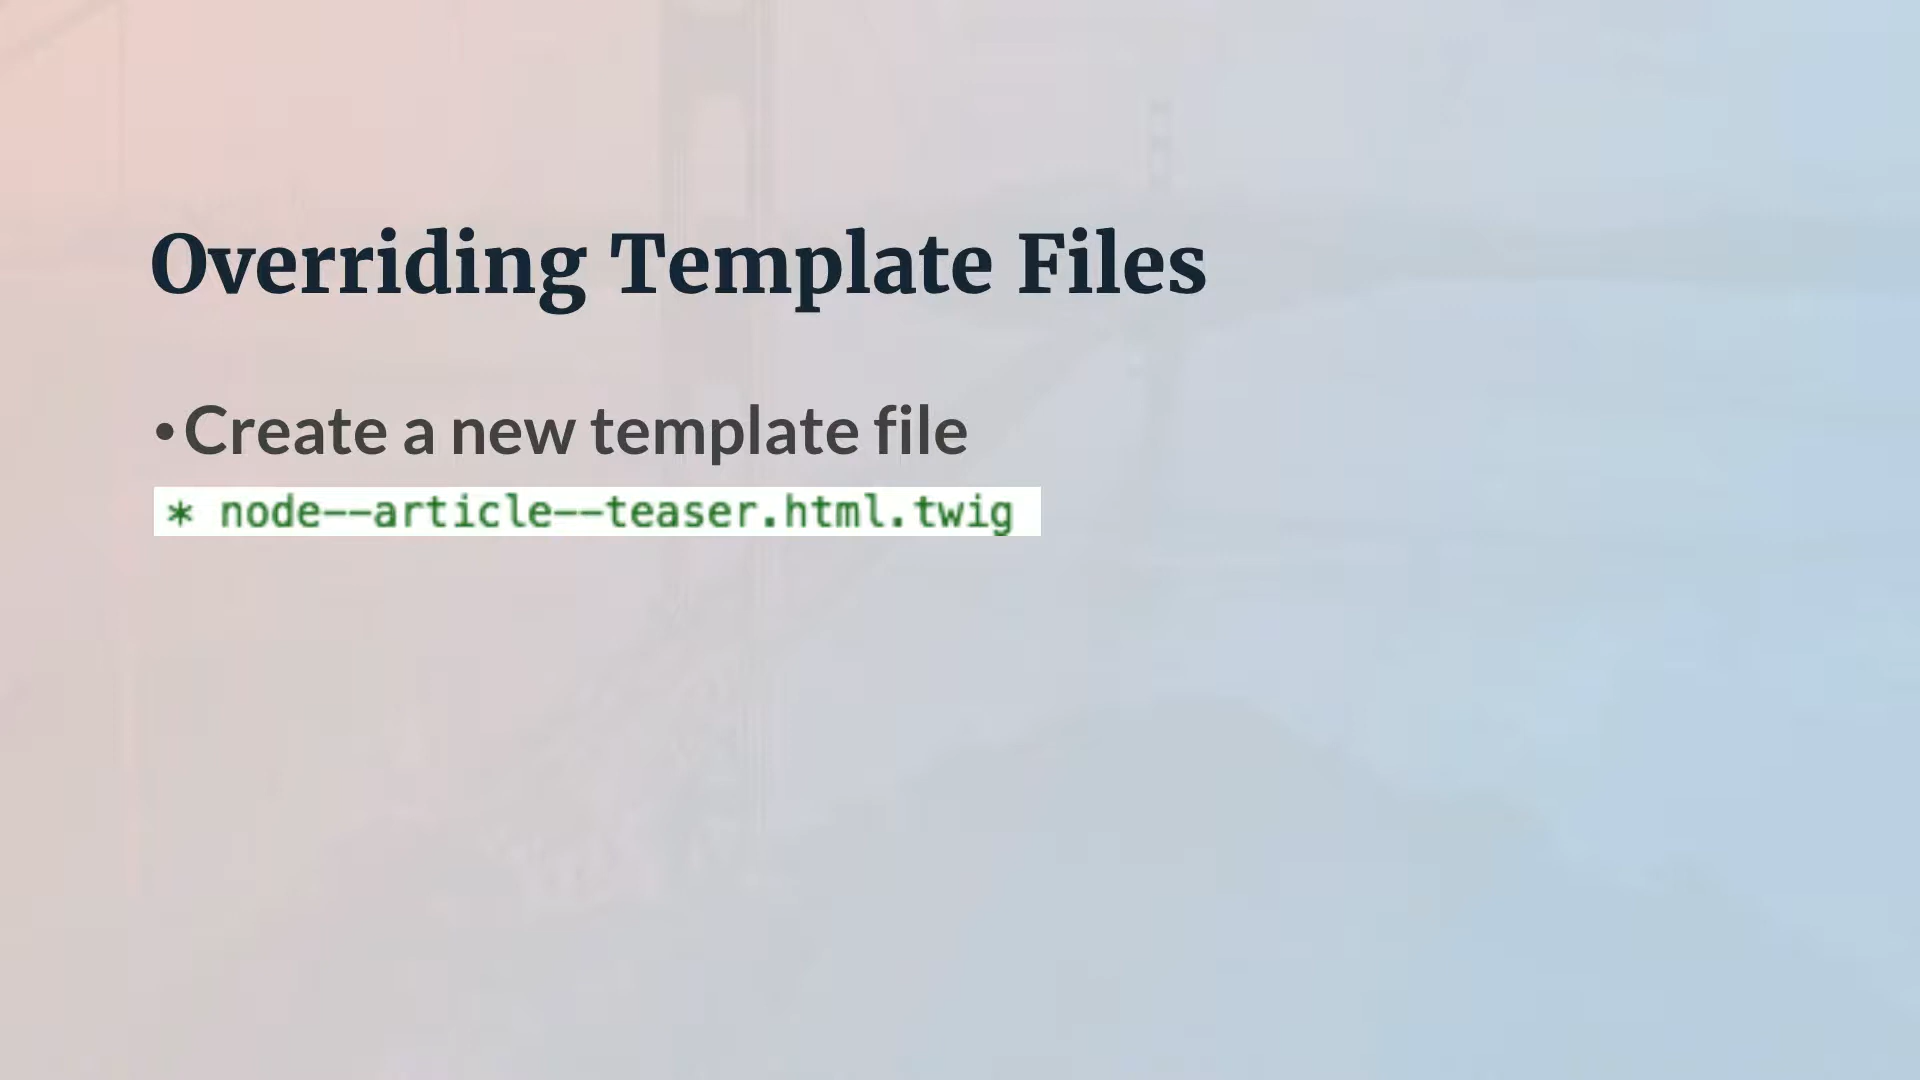 Overriding Template Files
• Create a new template file
* node--article--teaser.html.twig